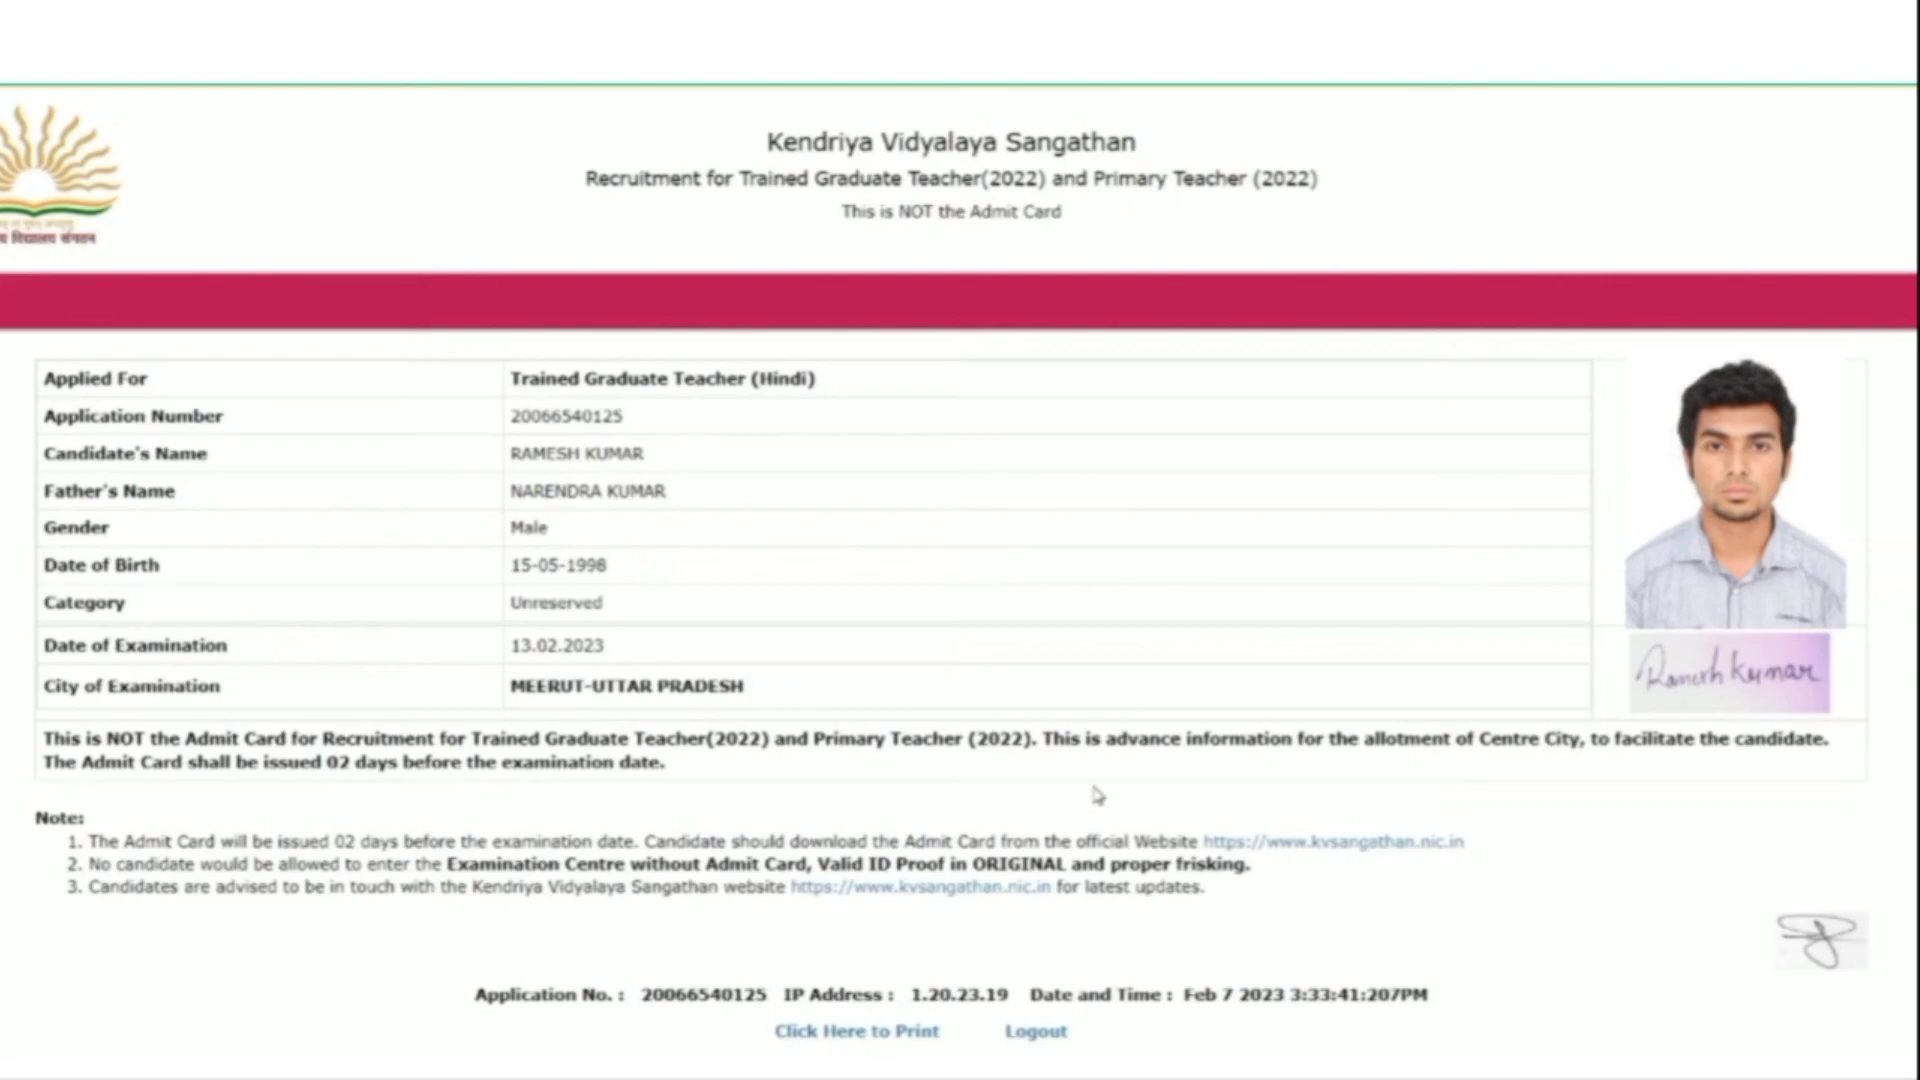 Kendriya Vidyalaya Sangathan
Recruitment for Trained Graduate Teacher(2022) and Primary Teacher (2022)
This is NOT the Admit Card
विद्यालय संगठन
Applied For Trained Graduate Teacher (Hindi)
Application Number 20066540125
Candidate's Name RAMESH KUMAR
Father's Name NARENDRA KUMAR
Gender Male
Date of Birth 15-05-1998
Category Unreserved
Date of Examination 13.02.2023
City of Examination MEERUT-UTTAR PRADESH
Ramesh kumar
This is NOT the Admit Card for Recruitment for Trained Graduate Teacher(2022) and Primary Teacher (2022). This is advance information for the allotment of Centre City, to facilitate the candidate.
The Admit Card shall be issued 02 days before the examination date.
Note:
1. The Admit Card will be issued 02 days before the examination date. Candidate should download the Admit Card from the official Website https://www.kvsangathan.nic.in
2. No candidate would be allowed to enter the Examination Centre without Admit Card, Valid ID Proof in ORIGINAL and proper frisking.
3. Candidates are advised to be in touch with the Kendriya Vidyalaya Sangathan website https://www.kvsangathan.nic.in for latest updates.
Application No. : 20066540125 IP Address : 1.20.23.19 Date and Time : Feb 7 2023 3:33:41:207PM
Click Here to Print Logout